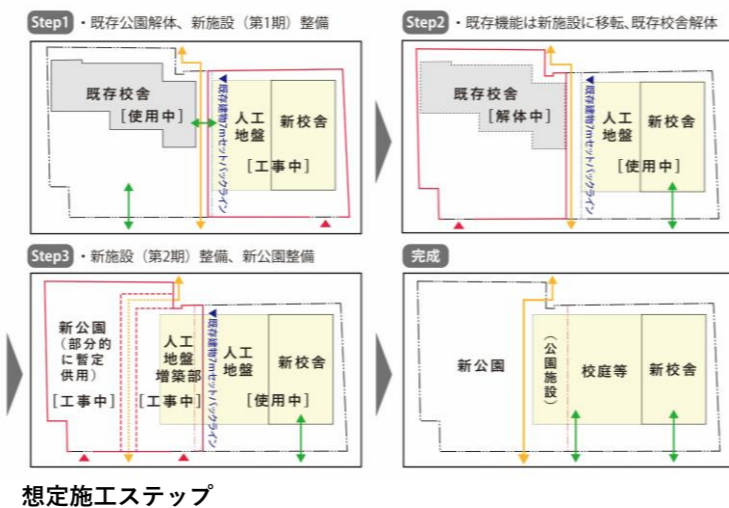 Step1 ・既存公園解体、新施設（第1期）整備
既存校舎
［使用中］
▼既存建物7mセットバックライン
人工
地盤
新校舎
［工事中］
Step2 ・既存機能は新施設に移転、既存校舎解体
既存校舎
［解体中］
▼既存建物7mセットバックライン
人工
地盤
新校舎
［使用中］
Step3 ・新施設（第2期）整備、新公園整備
新公園
（部分的
に暫定
供用）
［工事中］
人工
地盤
増築部
［工事中］
▼既存建物7mセットバックライン
人工
地盤
新校舎
［使用中］
完成
新公園
（公園施設）
校庭等
新校舎
想定施工ステップ